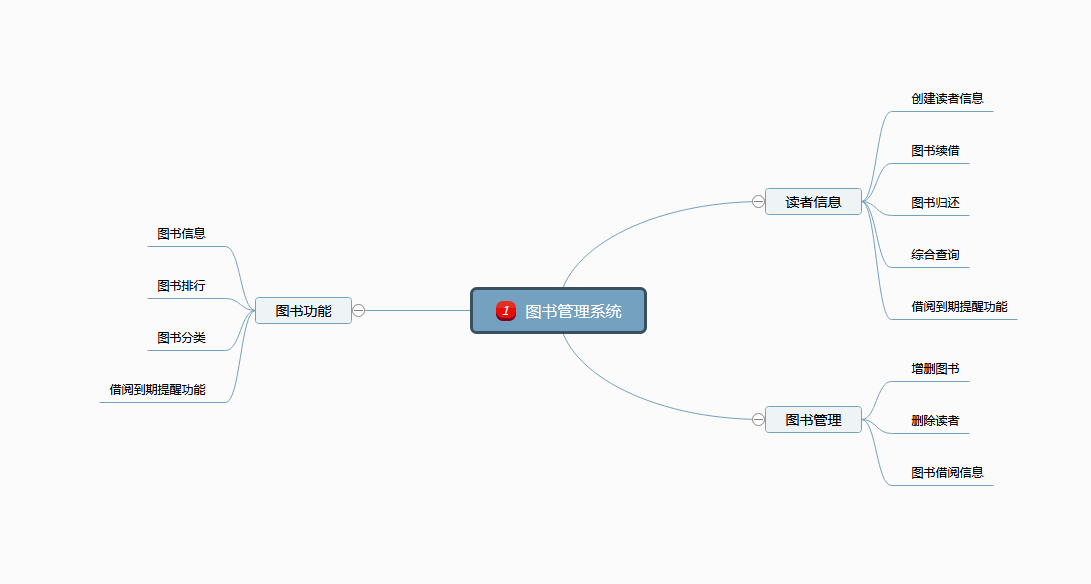 1 图书管理系统
读者信息
创建读者信息
图书续借
图书归还
综合查询
借阅到期提醒功能
图书管理
增删图书
删除读者
图书借阅信息
图书功能
图书信息
图书排行
图书分类
借阅到期提醒功能